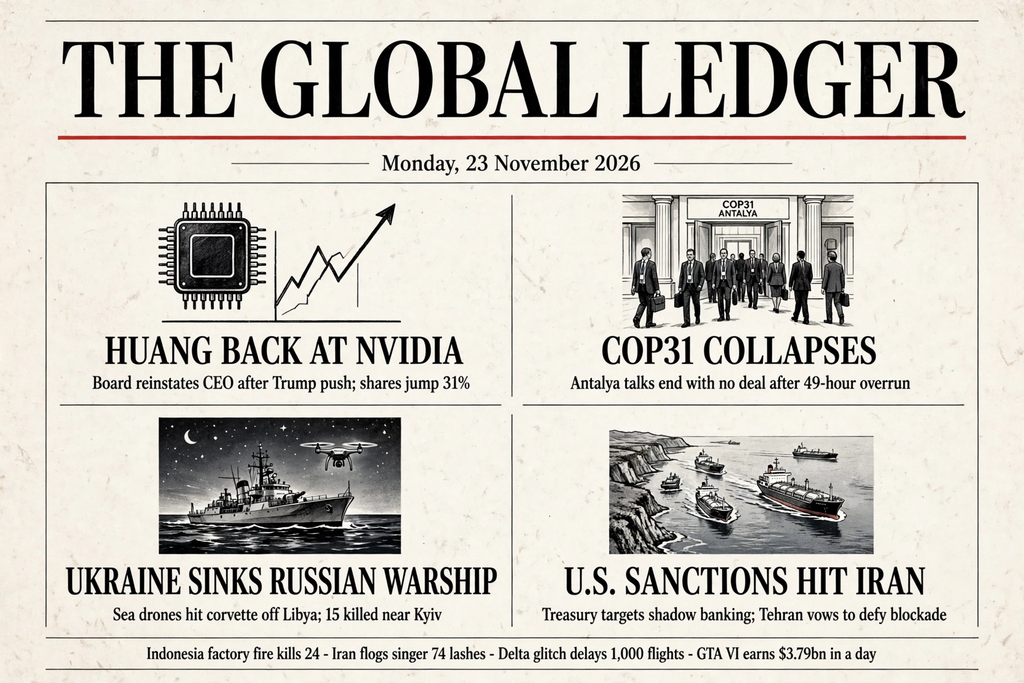 THE GLOBAL LEDGER
Monday, 23 November 2026
HUANG BACK AT NVIDIA
Board reinstates CEO after Trump push; shares jump 31%
COP31
ANTALYA
COP31 COLLAPSES
Antalya talks end with no deal after 49-hour overrun
UKRAINE SINKS RUSSIAN WARSHIP
Sea drones hit corvette off Libya; 15 killed near Kyiv
U.S. SANCTIONS HIT IRAN
Treasury targets shadow banking; Tehran vows to defy blockade
Indonesia factory fire kills 24 - Iran flogs singer 74 lashes - Delta glitch delays 1,000 flights - GTA VI earns $3.79bn in a day